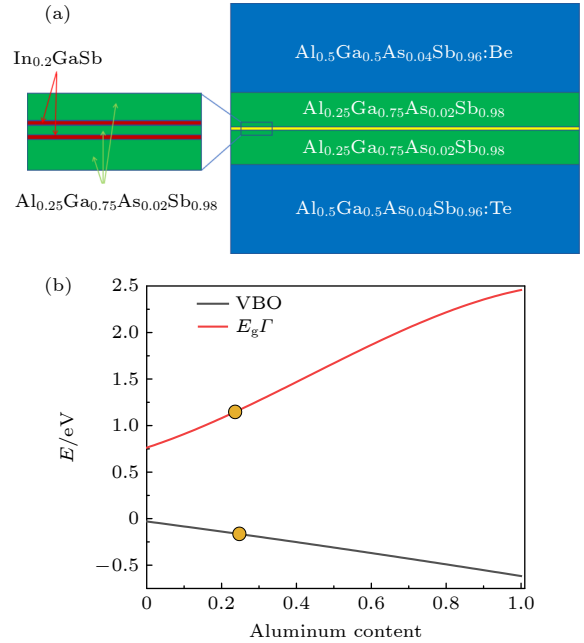 (a)
In0.2GaSb
Al0.5Ga0.5As0.04Sb0.96:Be
Al0.25Ga0.75As0.02Sb0.98
Al0.25Ga0.75As0.02Sb0.98
Al0.25Ga0.75As0.02Sb0.98
Al0.5Ga0.5As0.04Sb0.96:Te
(b)
VBO
EgΓ
E/eV
2.5
2.0
1.5
1.0
0.5
0
−0.5
0 0.2 0.4 0.6 0.8 1.0
Aluminum content